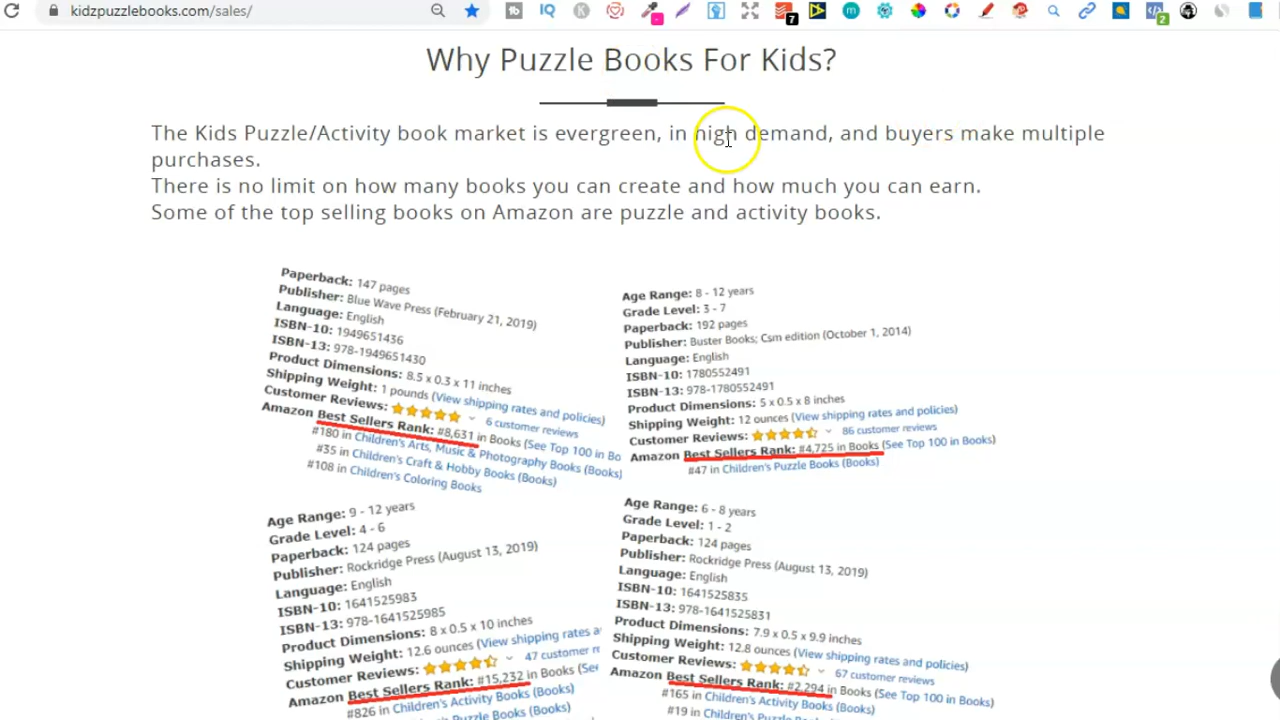 kidzpuzzlebooks.com/sales/
Why Puzzle Books For Kids?
The Kids Puzzle/Activity book market is evergreen, in high demand, and buyers make multiple
purchases.
There is no limit on how many books you can create and how much you can earn.
Some of the top selling books on Amazon are puzzle and activity books.
Paperback: 147 pages
Publisher: Blue Wave Press (February 21, 2019)
Language: English
ISBN-10: 1949651436
ISBN-13: 978-1949651430
Product Dimensions: 8.5 x 0.3 x 11 inches
Shipping Weight: 1 pounds (View shipping rates and policies)
Customer Reviews: 6 customer reviews
Amazon Best Sellers Rank: #8,631 in Books (See Top 100 in Bo
#180 in Children's Arts, Music & Photography Books (Books)
#35 in Children's Craft & Hobby Books (Books)
#108 in Children's Coloring Books
Age Range: 8 - 12 years
Grade Level: 3 - 7
Paperback: 192 pages
Publisher: Buster Books; Csm edition (October 1, 2014)
Language: English
ISBN-10: 1780552491
ISBN-13: 978-1780552491
Product Dimensions: 5 x 0.5 x 8 inches
Shipping Weight: 12 ounces (View shipping rates and policies)
Customer Reviews: 86 customer reviews
Amazon Best Sellers Rank: #4,725 in Books (See Top 100 in Books)
#47 in Children's Puzzle Books (Books)
Age Range: 9 - 12 years
Grade Level: 4 - 6
Paperback: 124 pages
Publisher: Rockridge Press (August 13, 2019)
Language: English
ISBN-10: 1641525983
ISBN-13: 978-1641525985
Product Dimensions: 8 x 0.5 x 10 inches
Shipping Weight: 12.6 ounces (View shipping rates a
Customer Reviews: 47 customer r
Amazon Best Sellers Rank: #15,232 in Books (See
#826 in Children's Activity Books (Books)
Puzzle Books (Books)
Age Range: 6 - 8 years
Grade Level: 1 - 2
Paperback: 124 pages
Publisher: Rockridge Press (August 13, 2019)
Language: English
ISBN-10: 1641525835
ISBN-13: 978-1641525831
Product Dimensions: 7.9 x 0.5 x 9.9 inches
Shipping Weight: 12.8 ounces (View shipping rates and policies)
Customer Reviews: 67 customer reviews
Amazon Best Sellers Rank: #2,294 in Books (See Top 100 in Books)
#165 in Children's Activity Books (Books)
#19 in Children's Puzzle Books (Books)